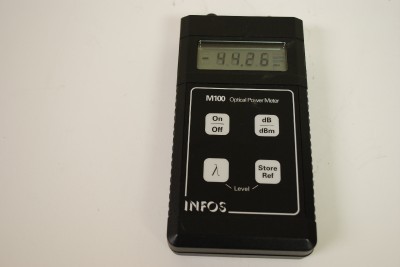 - 44.26
M100 Optical Power Meter
On
Off
dB
dBm
λ
Store
Ref
Level
INFOS